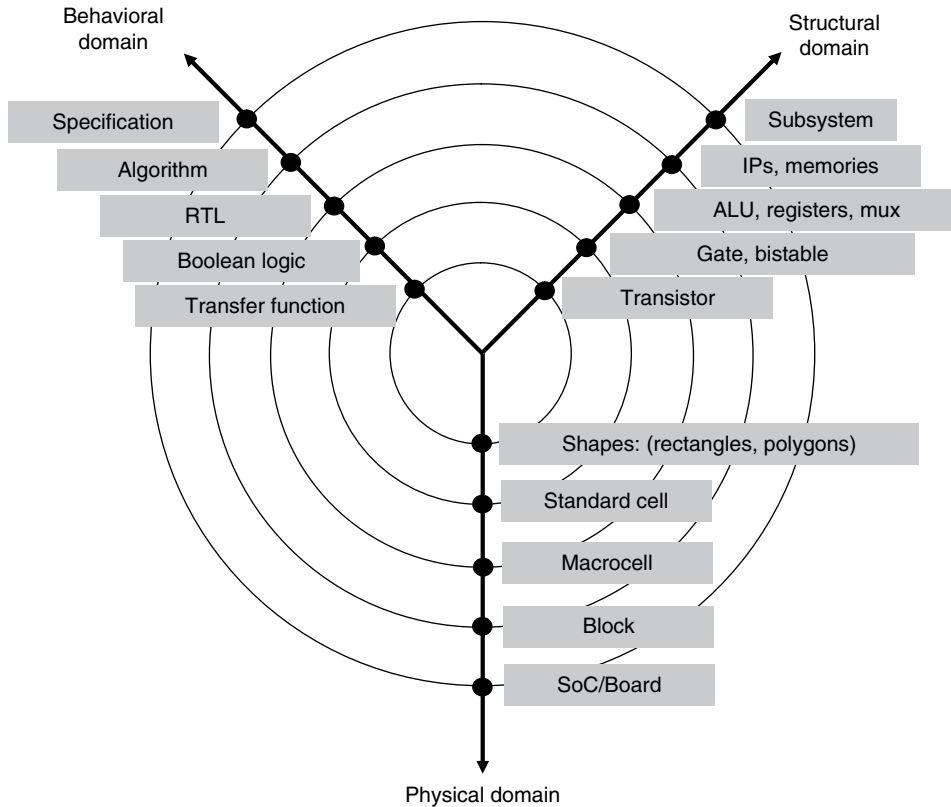 Behavioral
domain
Structural
domain
Specification
Subsystem
Algorithm
IPs, memories
RTL
ALU, registers, mux
Boolean logic
Gate, bistable
Transfer function
Transistor
Shapes: (rectangles, polygons)
Standard cell
Macrocell
Block
SoC/Board
Physical domain